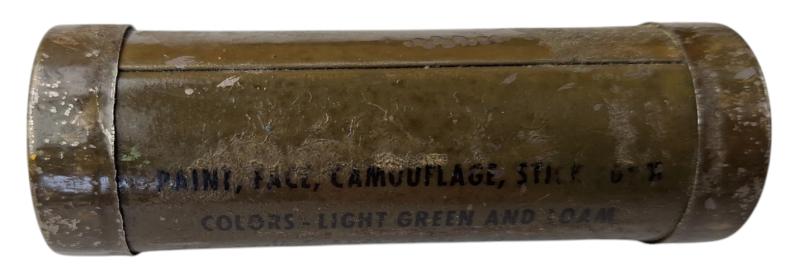 PAINT, FACE, CAMOUFLAGE, STICK
COLORS - LIGHT GREEN AND LOAM